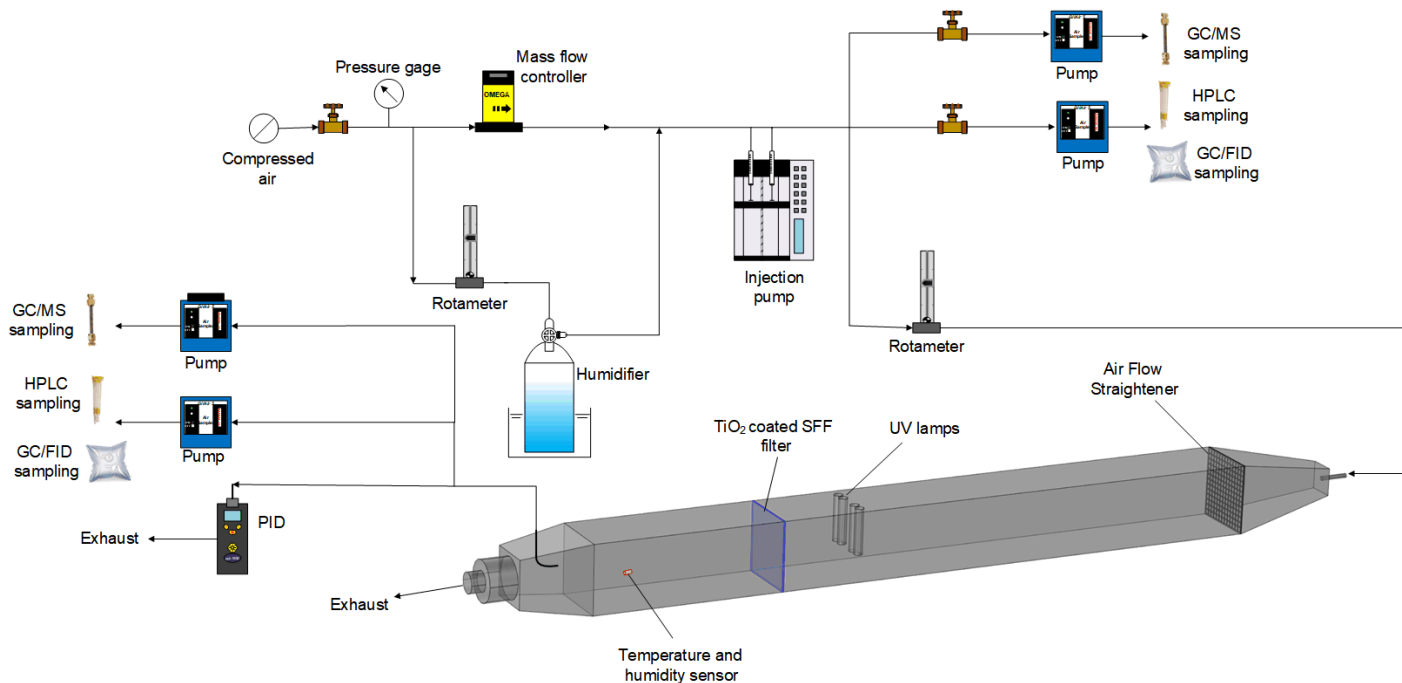 Pressure gage
Mass flow
controller
OMEGA
Compressed
air
Pump
GC/MS
sampling
Pump
HPLC
sampling
GC/FID
sampling
Injection
pump
Rotameter
Rotameter
Humidifier
GC/MS
sampling
Pump
HPLC
sampling
Pump
GC/FID
sampling
PID
Exhaust
Exhaust
TiO₂ coated SFF
filter
UV lamps
Air Flow
Straightener
Temperature and
humidity sensor